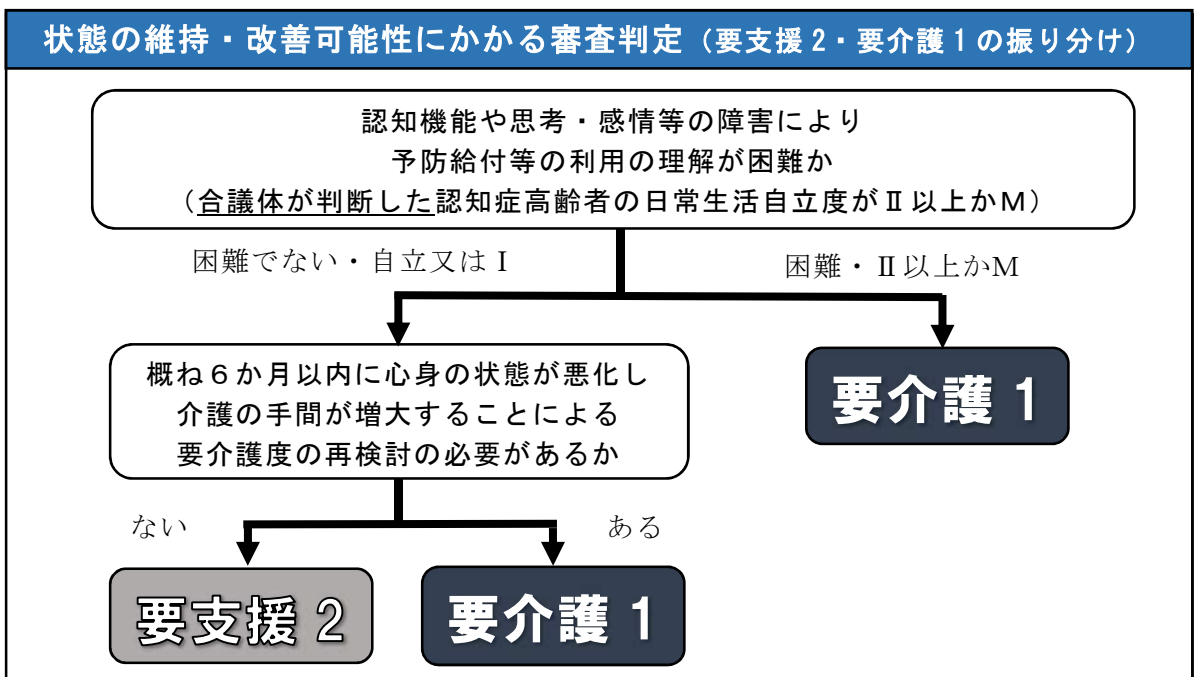 状態の維持・改善可能性にかかる審査判定（要支援２・要介護１の振り分け）
認知機能や思考・感情等の障害により
予防給付等の利用の理解が困難か
（合議体が判断した認知症高齢者の日常生活自立度がⅡ以上かＭ）
困難でない・自立又はⅠ
困難・Ⅱ以上かM
概ね６か月以内に心身の状態が悪化し
介護の手間が増大することによる
要介護度の再検討の必要があるか
要介護１
ない
ある
要支援２
要介護１